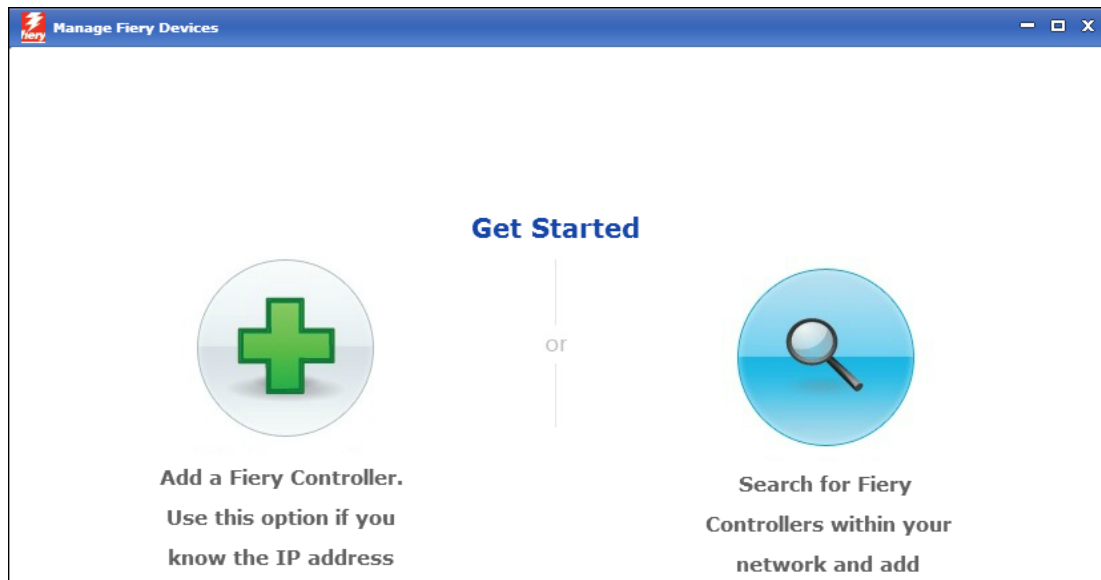 fiery
Manage Fiery Devices
Get Started
or
Add a Fiery Controller.
Use this option if you
know the IP address
Search for Fiery
Controllers within your
network and add